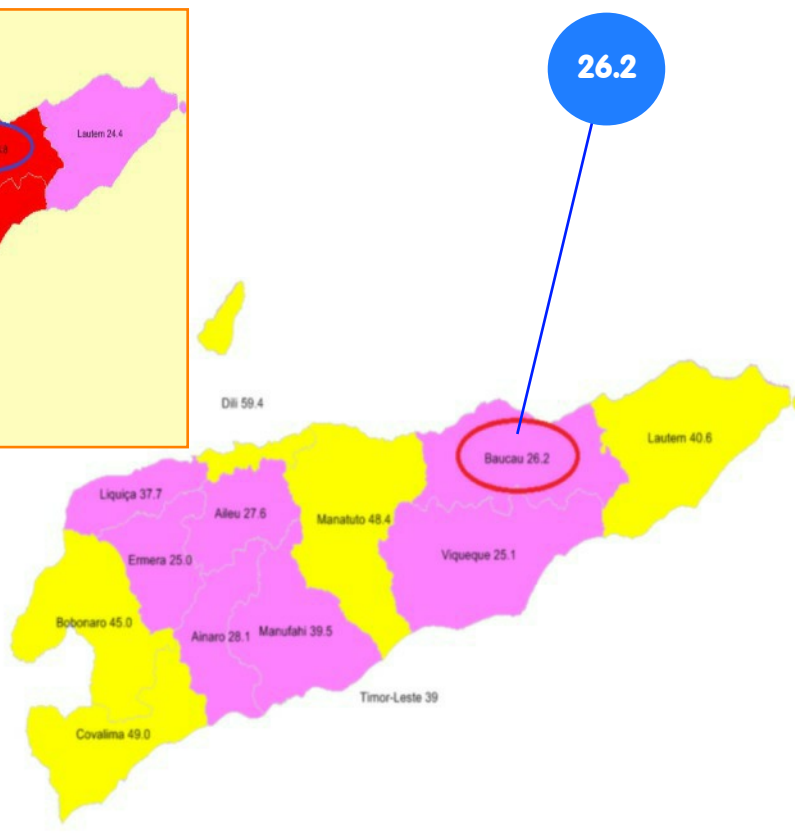 26.2
Lautem 24.4
Dili 59.4
Lautem 40.6
Baucau 26.2
Liquiça 37.7
Aileu 27.6
Manatuto 48.4
Viqueque 25.1
Ermera 25.0
Bobonaro 45.0
Ainaro 28.1
Manufahi 39.5
Timor-Leste 39
Covalima 49.0